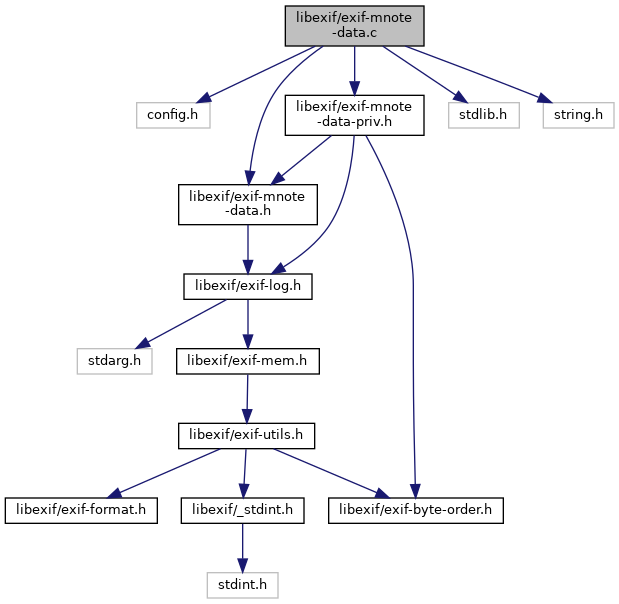 libexif/exif-mnote
-data.c
config.h
libexif/exif-mnote
-data-priv.h
stdlib.h
string.h
libexif/exif-mnote
-data.h
libexif/exif-log.h
stdarg.h
libexif/exif-mem.h
libexif/exif-utils.h
libexif/exif-format.h
libexif/_stdint.h
libexif/exif-byte-order.h
stdint.h